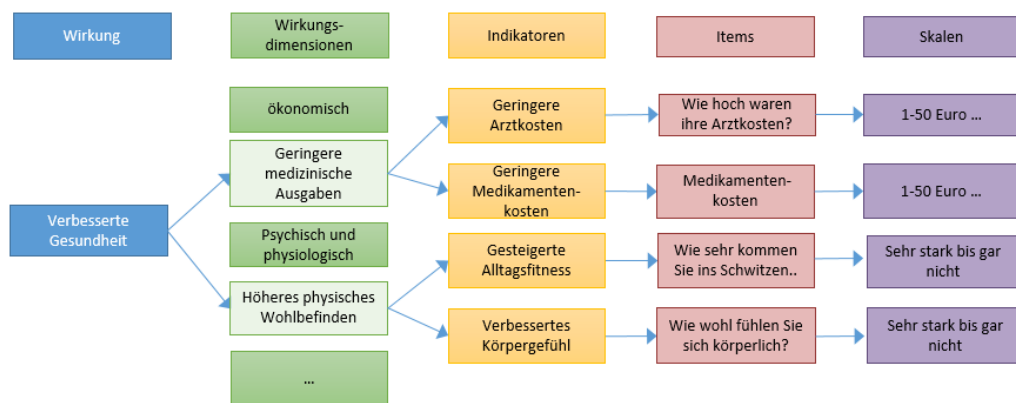 Wirkung
Wirkungs-
dimensionen
Indikatoren
Items
Skalen
ökonomisch
Geringere
Arztkosten
Wie hoch waren
ihre Arztkosten?
1-50 Euro ...
Geringere
medizinische
Ausgaben
Geringere
Medikamenten-
kosten
Medikamenten-
kosten
1-50 Euro ...
Verbesserte
Gesundheit
Psychisch und
physiologisch
Gesteigerte
Alltagsfitness
Wie sehr kommen
Sie ins Schwitzen..
Sehr stark bis gar
nicht
Höheres physisches
Wohlbefinden
Verbessertes
Körpergefühl
Wie wohl fühlen Sie
sich körperlich?
Sehr stark bis gar
nicht
...